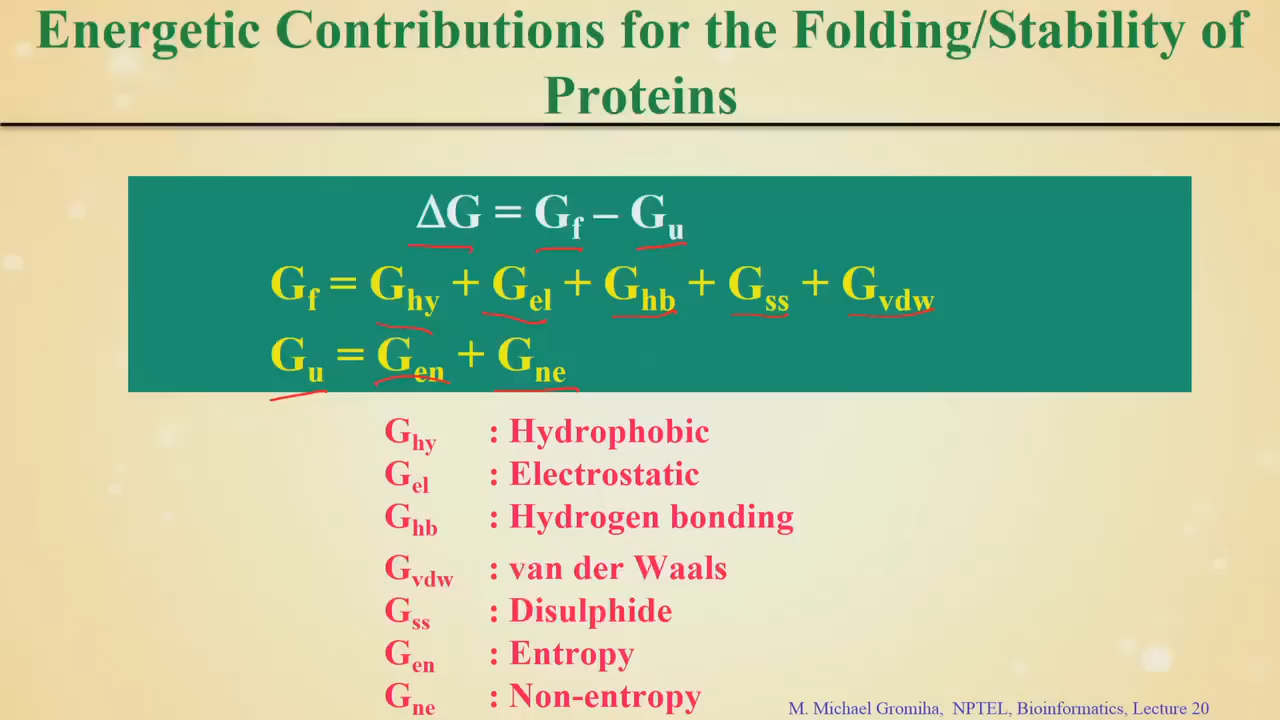 Energetic Contributions for the Folding/Stability of
Proteins
ΔG = Gf – Gu
Gf = Ghy + Gel + Ghb + Gss + Gvdw
Gu = Gen + Gne
Ghy : Hydrophobic
Gel : Electrostatic
Ghb : Hydrogen bonding
Gvdw : van der Waals
Gss : Disulphide
Gen : Entropy
Gne : Non-entropy
M. Michael Gromiha, NPTEL, Bioinformatics, Lecture 20